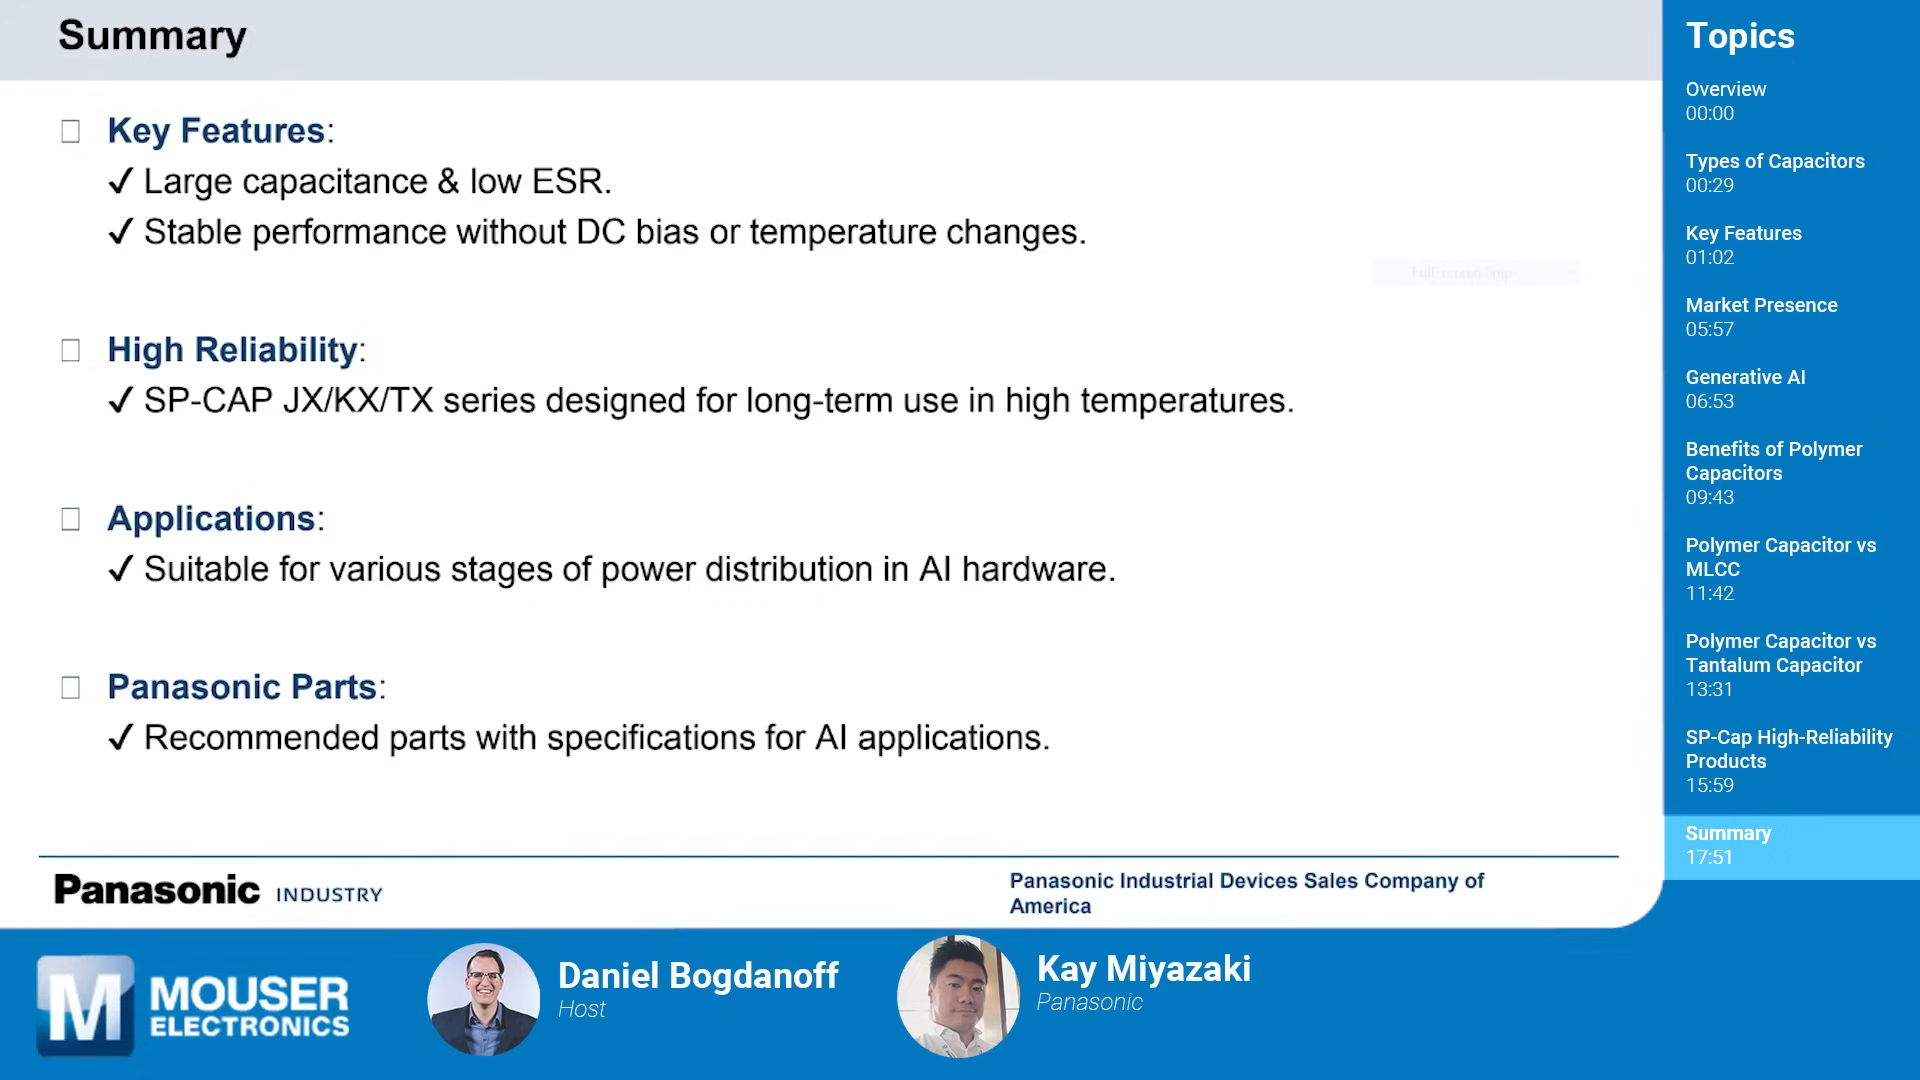 Summary
Key Features:
✓ Large capacitance & low ESR.
✓ Stable performance without DC bias or temperature changes.
High Reliability:
✓ SP-CAP JX/KX/TX series designed for long-term use in high temperatures.
Applications:
✓ Suitable for various stages of power distribution in AI hardware.
Panasonic Parts:
✓ Recommended parts with specifications for AI applications.
Panasonic INDUSTRY
Panasonic Industrial Devices Sales Company of
America
Topics
Overview
00:00
Types of Capacitors
00:29
Key Features
01:02
Market Presence
05:57
Generative AI
06:53
Benefits of Polymer
Capacitors
09:43
Polymer Capacitor vs
MLCC
11:42
Polymer Capacitor vs
Tantalum Capacitor
13:31
SP-Cap High-Reliability
Products
15:59
Summary
17:51
M
MOUSER
ELECTRONICS
Daniel Bogdanoff
Host
Kay Miyazaki
Panasonic